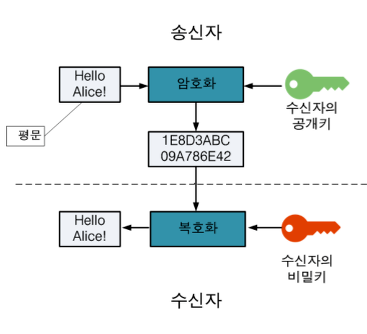 송신자
Hello
Alice!
암호화
수신자의
공개키
평문
1E8D3ABC
09A786E42
Hello
Alice!
복호화
수신자의
비밀키
수신자